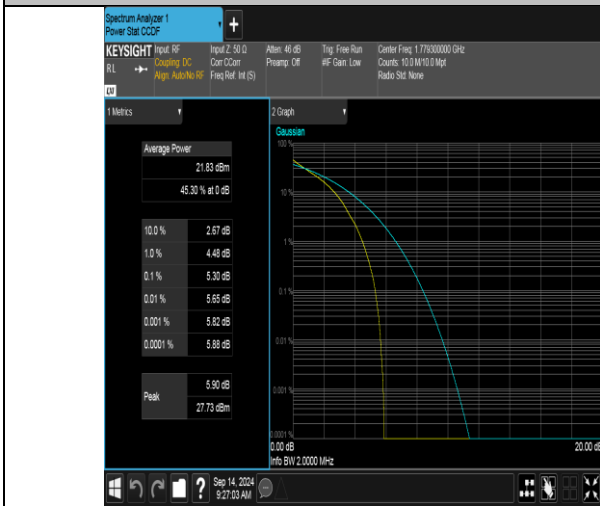 Spectrum Analyzer 1
Power Stat CCDF
+
KEYSIGHT Input: RF Input Z: 50 Ω Atten: 46 dB Trig: Free Run Center Freq: 1.779300000 GHz
RL Coupling: DC Corr CCorr Preamp: Off #IF Gain: Low Counts: 10.0 M/10.0 Mpt
Align: Auto/No RF Freq Ref: Int (S) Radio Std: None
LXI
1 Metrics
Average Power
21.83 dBm
45.30 % at 0 dB
10.0 % 2.67 dB
1.0 % 4.48 dB
0.1 % 5.30 dB
0.01 % 5.65 dB
0.001 % 5.82 dB
0.0001 % 5.88 dB
Peak 5.90 dB
27.73 dBm
2 Graph
Gaussian
100 %
10 %
1 %
0.1 %
0.01 %
0.001 %
0.0001 %
0.00 dB 20.00 dB
Info BW 2.0000 MHz
? Sep 14, 2024
9:27:03 AM